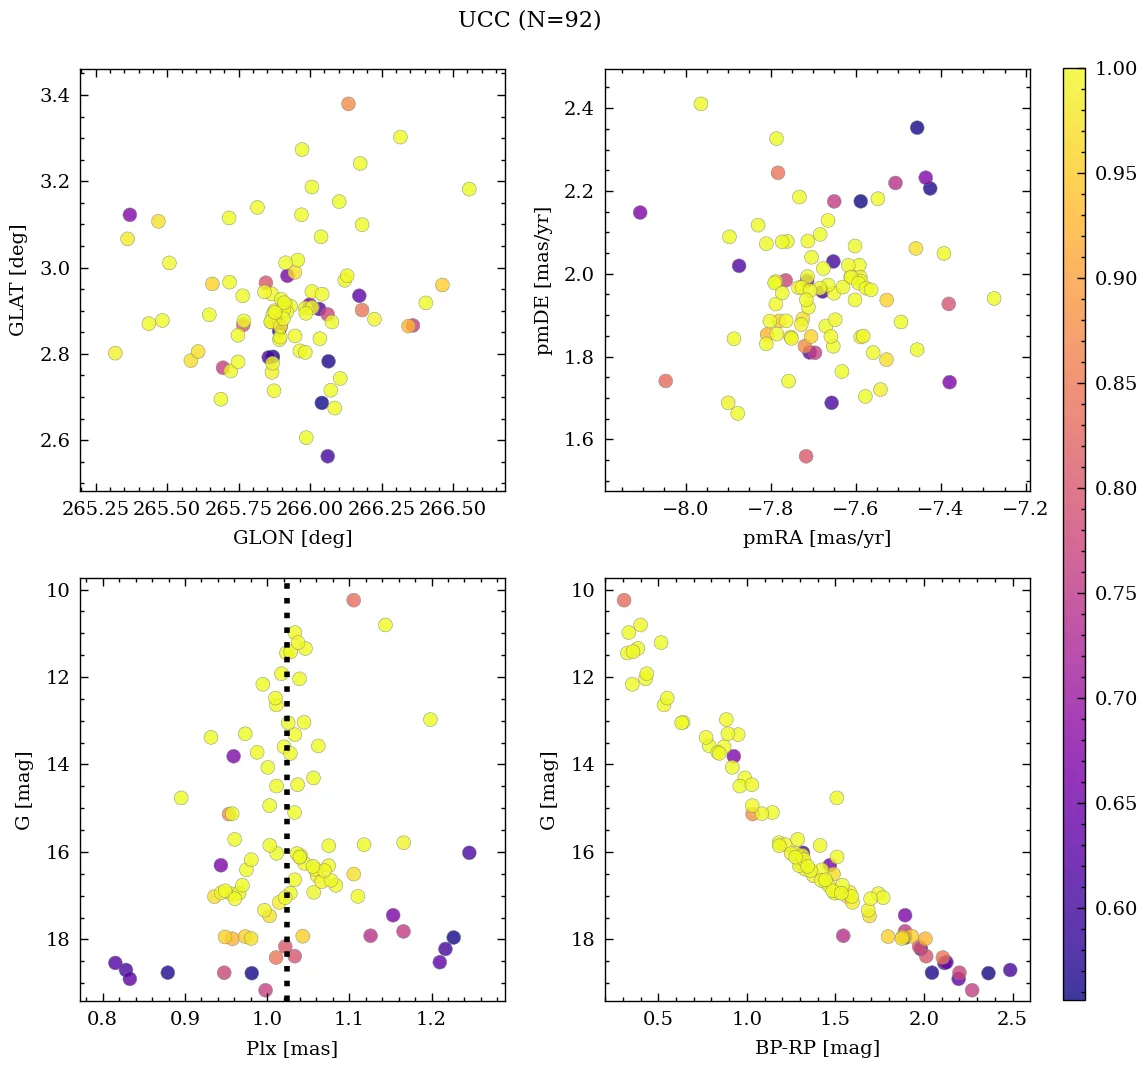 UCC (N=92)
3.4
3.2
3.0
2.8
2.6
GLAT [deg]
265.25 265.50 265.75 266.00 266.25 266.50
GLON [deg]
2.4
2.2
2.0
1.8
1.6
pmDE [mas/yr]
−8.0 −7.8 −7.6 −7.4 −7.2
pmRA [mas/yr]
10
12
14
16
18
G [mag]
0.8 0.9 1.0 1.1 1.2
Plx [mas]
10
12
14
16
18
G [mag]
0.5 1.0 1.5 2.0 2.5
BP-RP [mag]
1.00
0.95
0.90
0.85
0.80
0.75
0.70
0.65
0.60